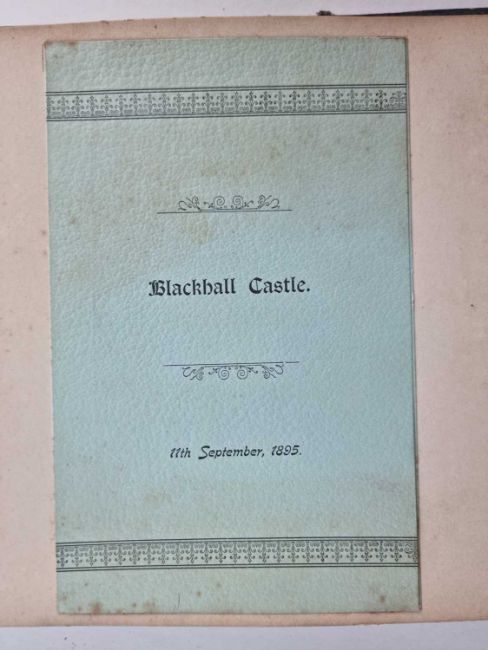 Blackhall Castle.
11th September, 1895.